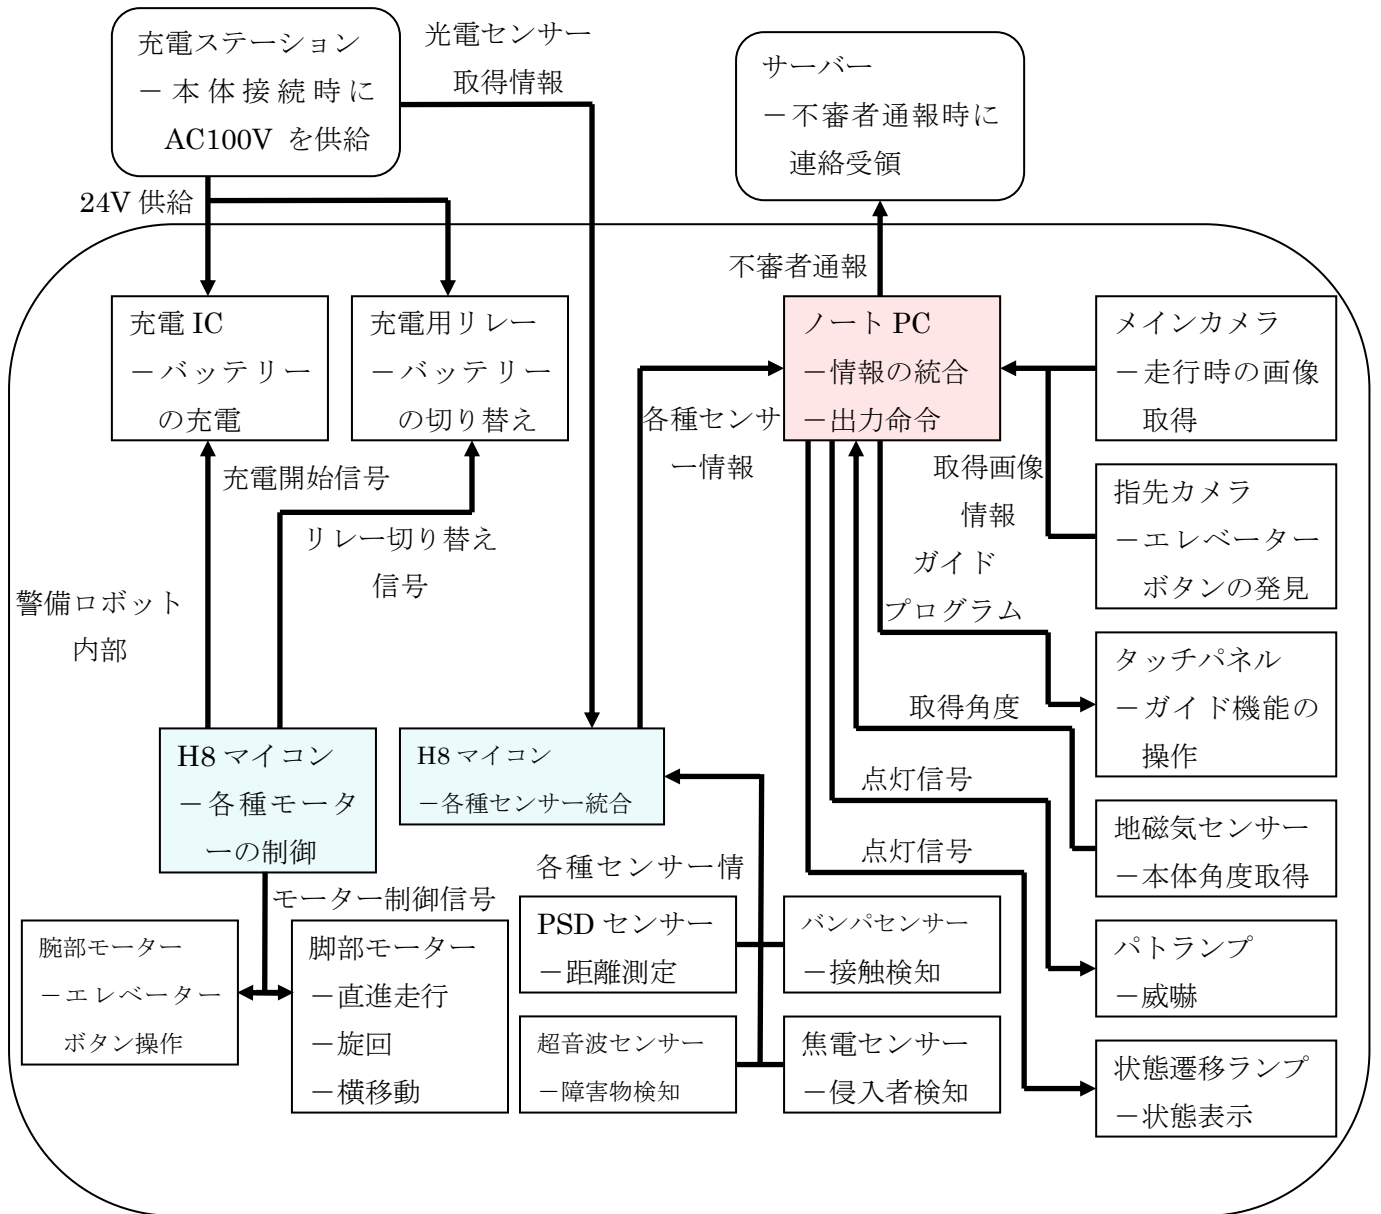 充電ステーション
－本体接続時に
AC100V を供給
光電センサー
取得情報
サーバー
－不審者通報時に
連絡受領
24V 供給
不審者通報
充電 IC
－バッテリー
の充電
充電用リレー
－バッテリー
の切り替え
ノート PC
－情報の統合
－出力命令
メインカメラ
－走行時の画像
取得
各種センサ
ー情報
充電開始信号
リレー切り替え
信号
取得画像
情報
指先カメラ
－エレベーター
ボタンの発見
ガイド
プログラム
警備ロボット
内部
タッチパネル
－ガイド機能の
操作
取得角度
H8 マイコン
－各種モータ
ーの制御
H8 マイコン
－各種センサー統合
点灯信号
地磁気センサー
－本体角度取得
点灯信号
各種センサー情
モーター制御信号
腕部モーター
－エレベーター
ボタン操作
脚部モーター
－直進走行
－旋回
－横移動
PSD センサー
－距離測定
バンパセンサー
－接触検知
パトランプ
－威嚇
超音波センサー
－障害物検知
焦電センサー
－侵入者検知
状態遷移ランプ
－状態表示